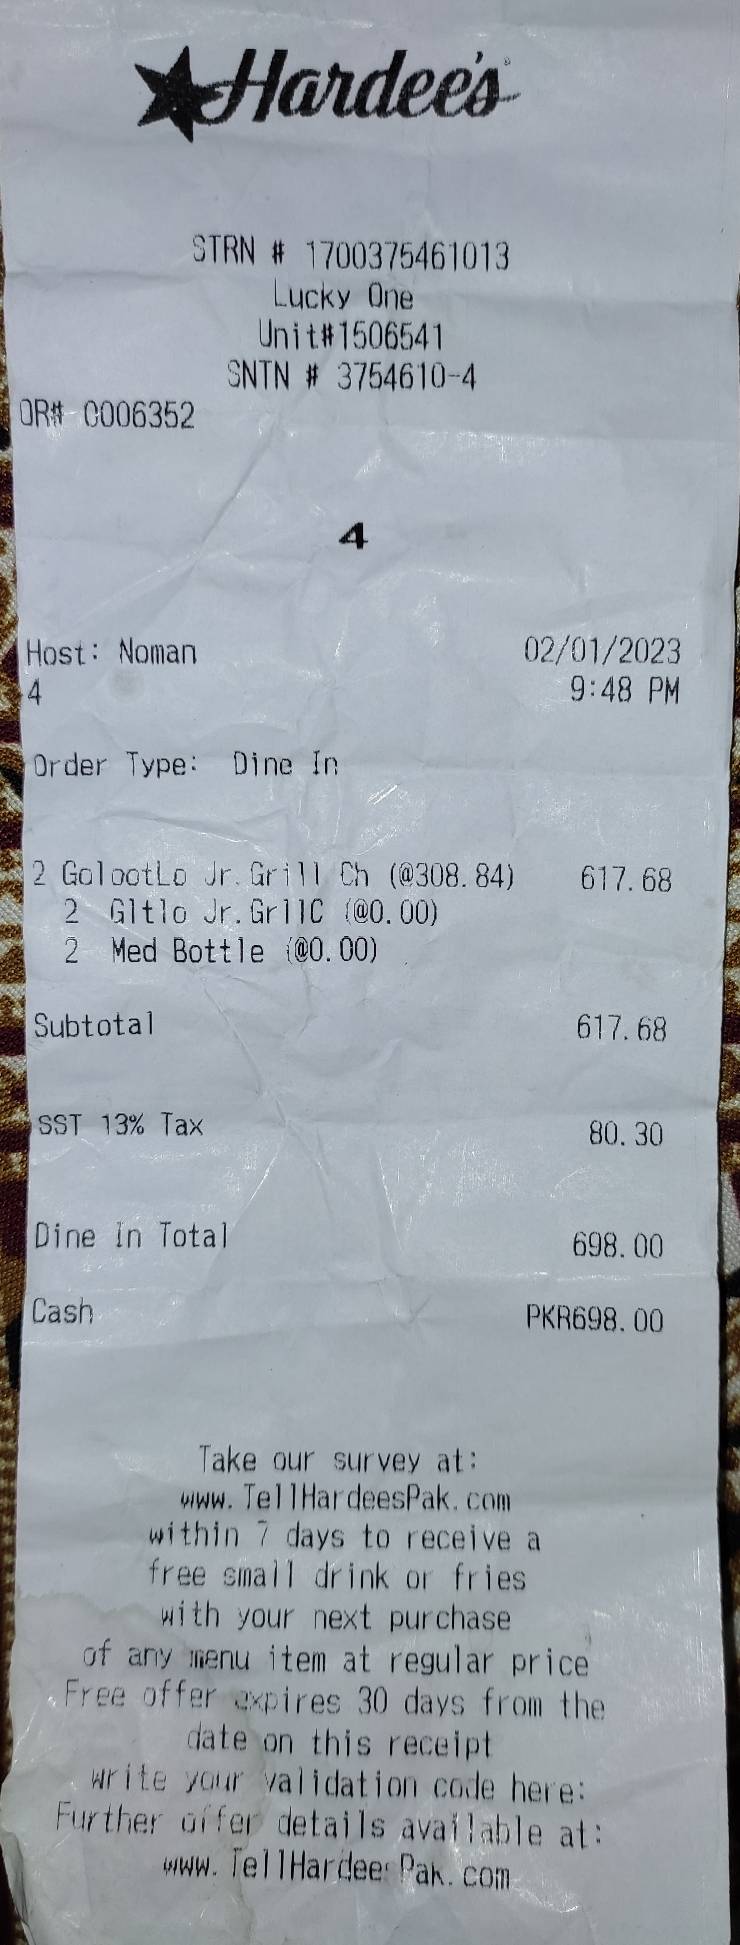 Hardee's
STRN # 1700375461013
Lucky One
Unit#1506541
SNTN # 3754610-4
OR# 0006352
4
Host: Noman 02/01/2023
4 9:48 PM
Order Type: Dine In
2 GolootLo Jr.Grill Ch (@308.84) 617.68
2 Gltlo Jr.GrllC (@0.00)
2 Med Bottle (@0.00)
Subtotal 617.68
SST 13% Tax 80.30
Dine In Total 698.00
Cash PKR698.00
Take our survey at:
www.TellHardeesPak.com
within 7 days to receive a
free small drink or fries
with your next purchase
of any menu item at regular price
Free offer expires 30 days from the
date on this receipt
write your validation code here:
Further offer details available at:
www.TellHardeesPak.com